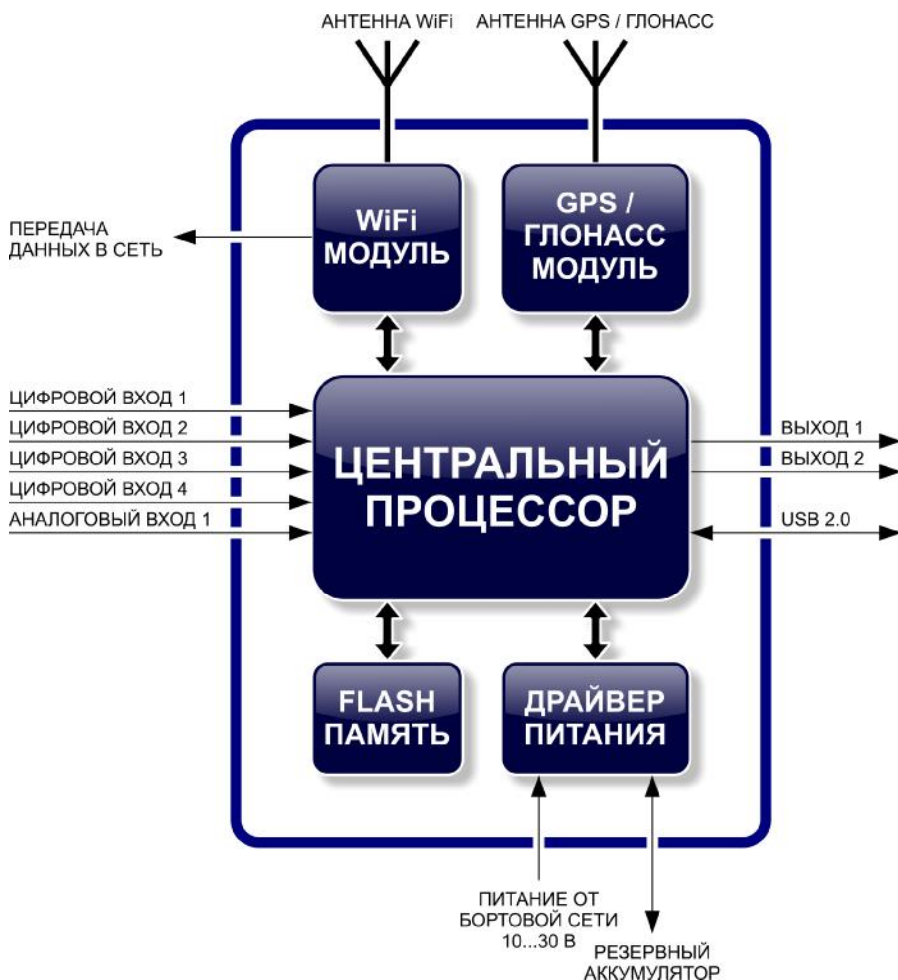 АНТЕННА WiFi
АНТЕННА GPS / ГЛОНАСС
WiFi
МОДУЛЬ
GPS /
ГЛОНАСС
МОДУЛЬ
ПЕРЕДАЧА
ДАННЫХ В СЕТЬ
ЦИФРОВОЙ ВХОД 1
ЦИФРОВОЙ ВХОД 2
ЦИФРОВОЙ ВХОД 3
ЦИФРОВОЙ ВХОД 4
АНАЛОГОВЫЙ ВХОД 1
ЦЕНТРАЛЬНЫЙ
ПРОЦЕССОР
ВЫХОД 1
ВЫХОД 2
USB 2.0
FLASH
ПАМЯТЬ
ДРАЙВЕР
ПИТАНИЯ
ПИТАНИЕ ОТ
БОРТОВОЙ СЕТИ
10...30 В
РЕЗЕРВНЫЙ
АККУМУЛЯТОР